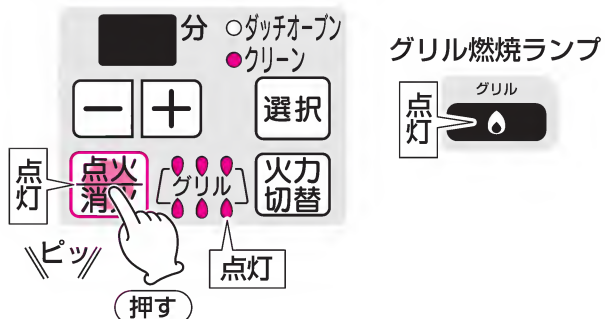 分
ダッチオーブン
クリーン
グリル燃焼ランプ
グリル
点灯
－ ＋
選択
点灯
点火
消火
グリル
火力
切替
ピッ
点灯
押す